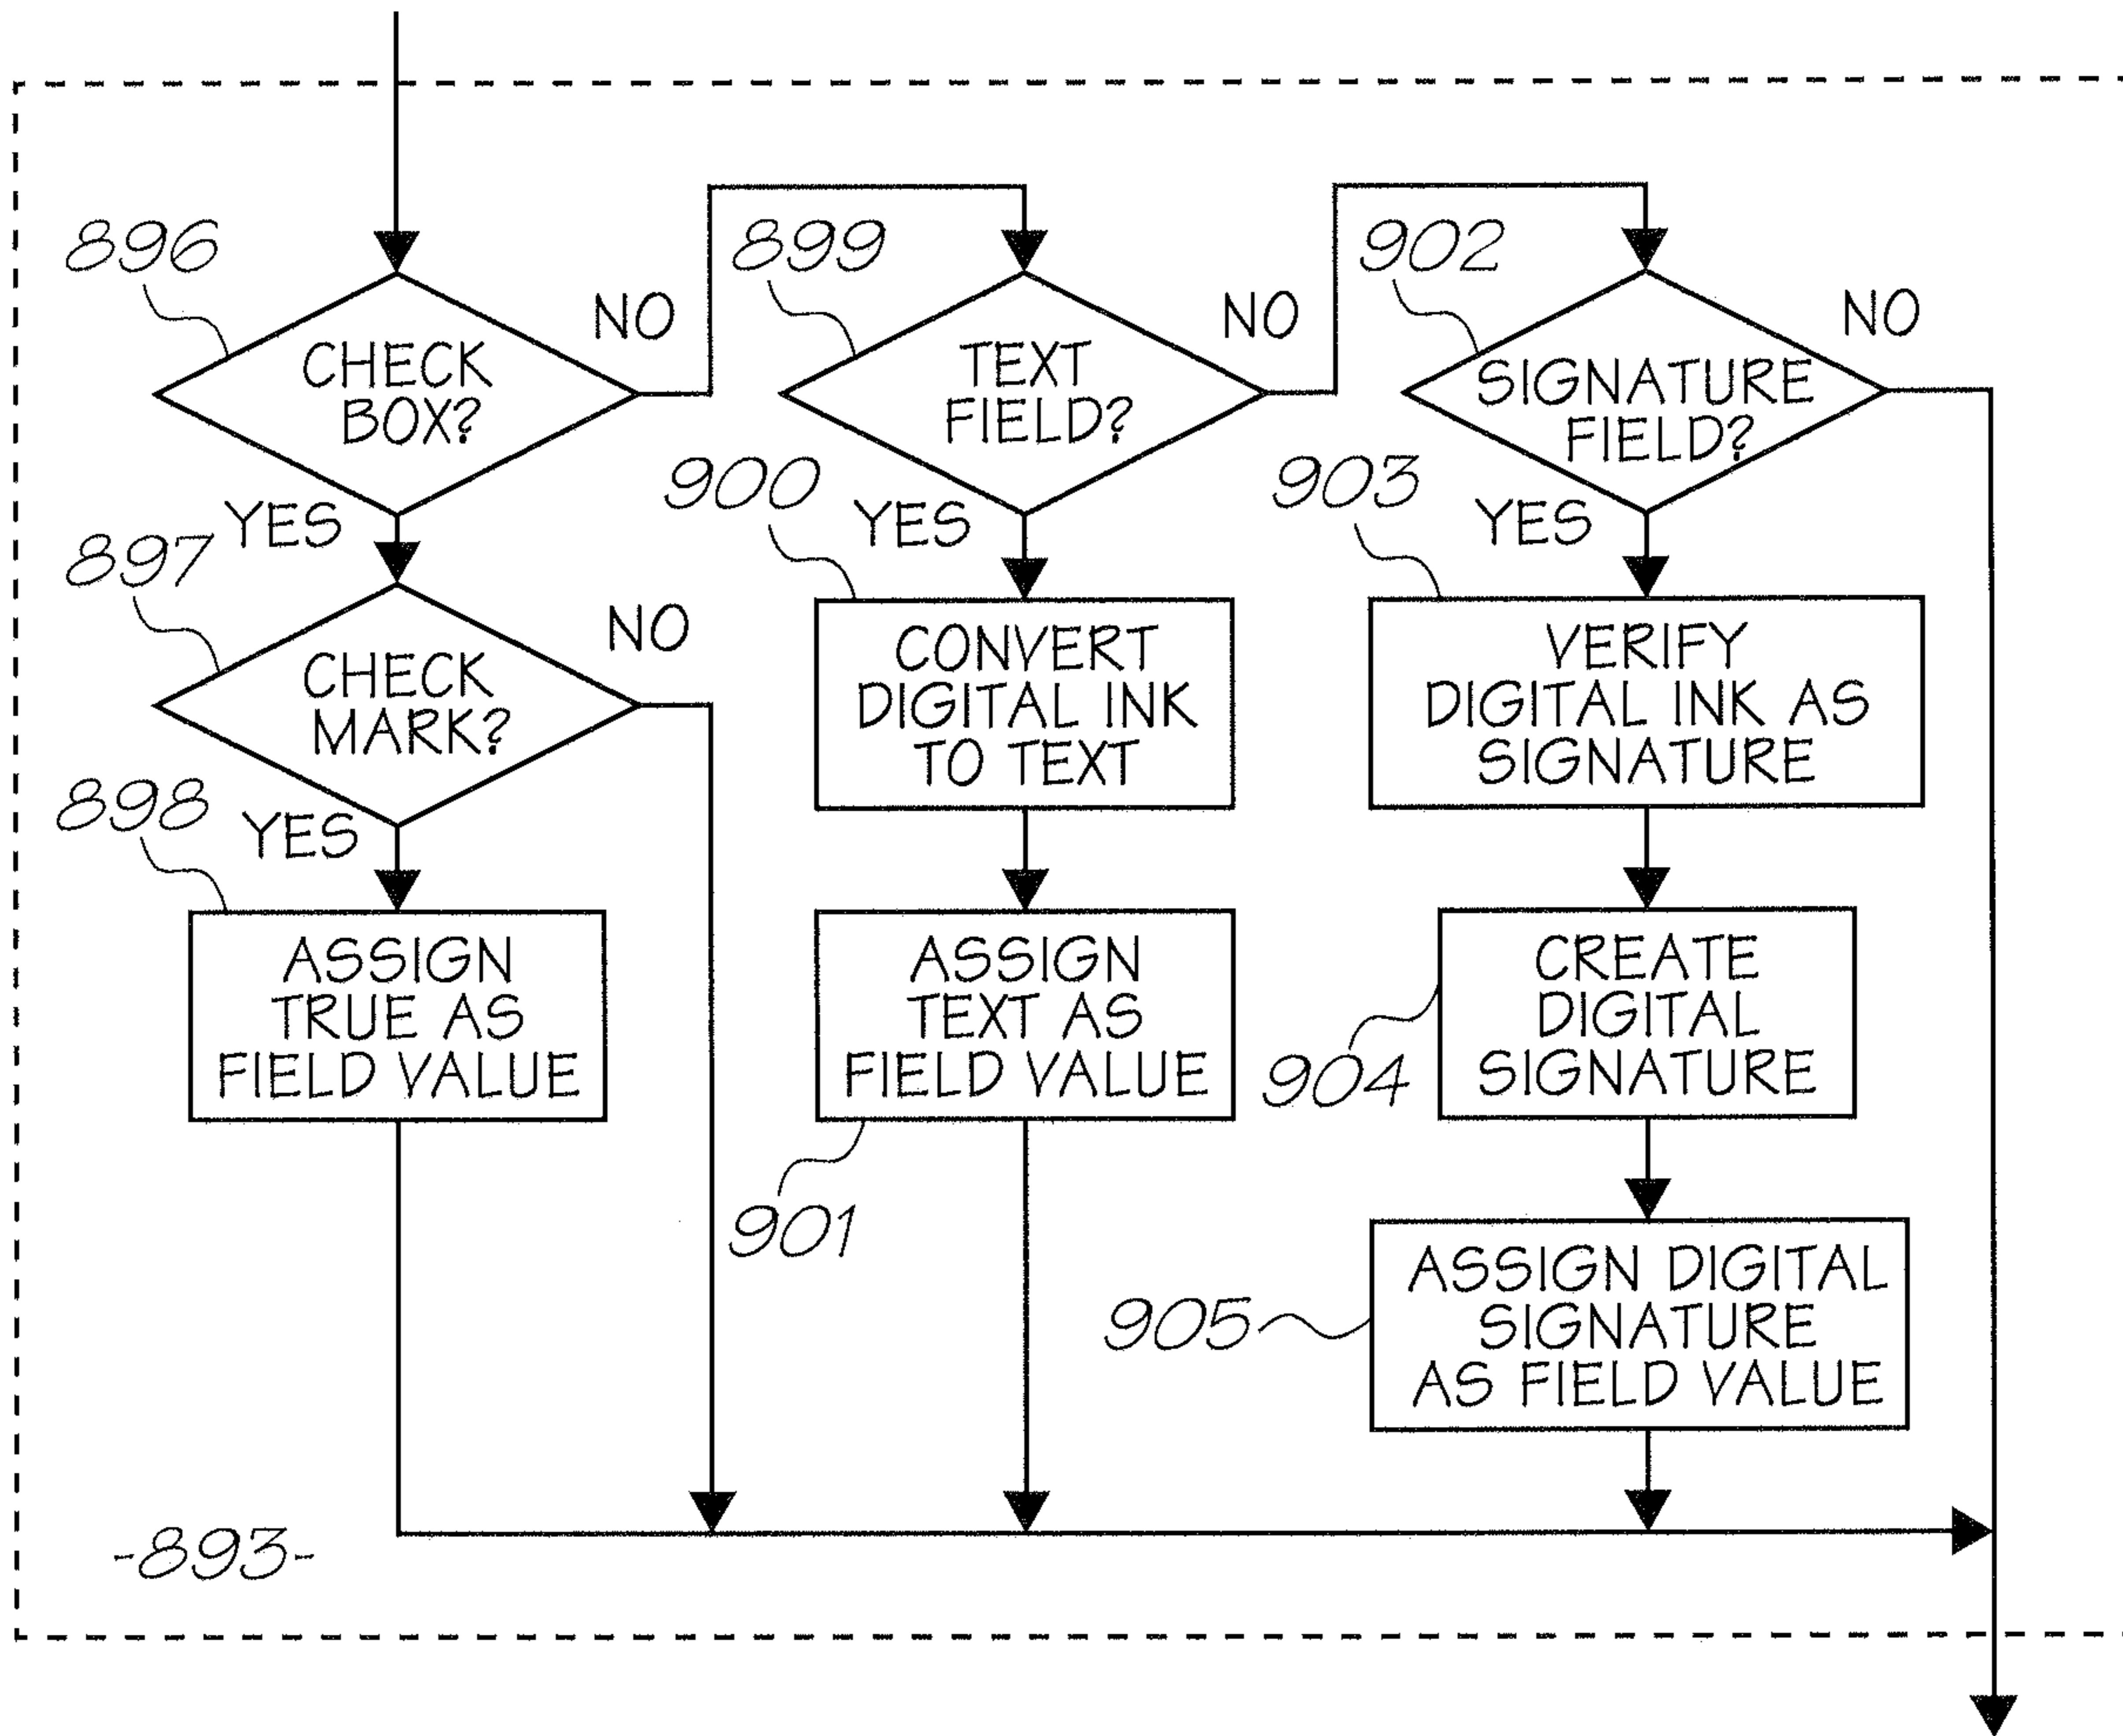 896
CHECK
BOX?
NO
YES
897
CHECK
MARK?
NO
YES
898
ASSIGN
TRUE AS
FIELD VALUE
899
TEXT
FIELD?
NO
YES
900
CONVERT
DIGITAL INK
TO TEXT
ASSIGN
TEXT AS
FIELD VALUE
901
902
SIGNATURE
FIELD?
NO
YES
903
VERIFY
DIGITAL INK AS
SIGNATURE
CREATE
DIGITAL
SIGNATURE
904
ASSIGN DIGITAL
SIGNATURE
AS FIELD VALUE
905
-893-